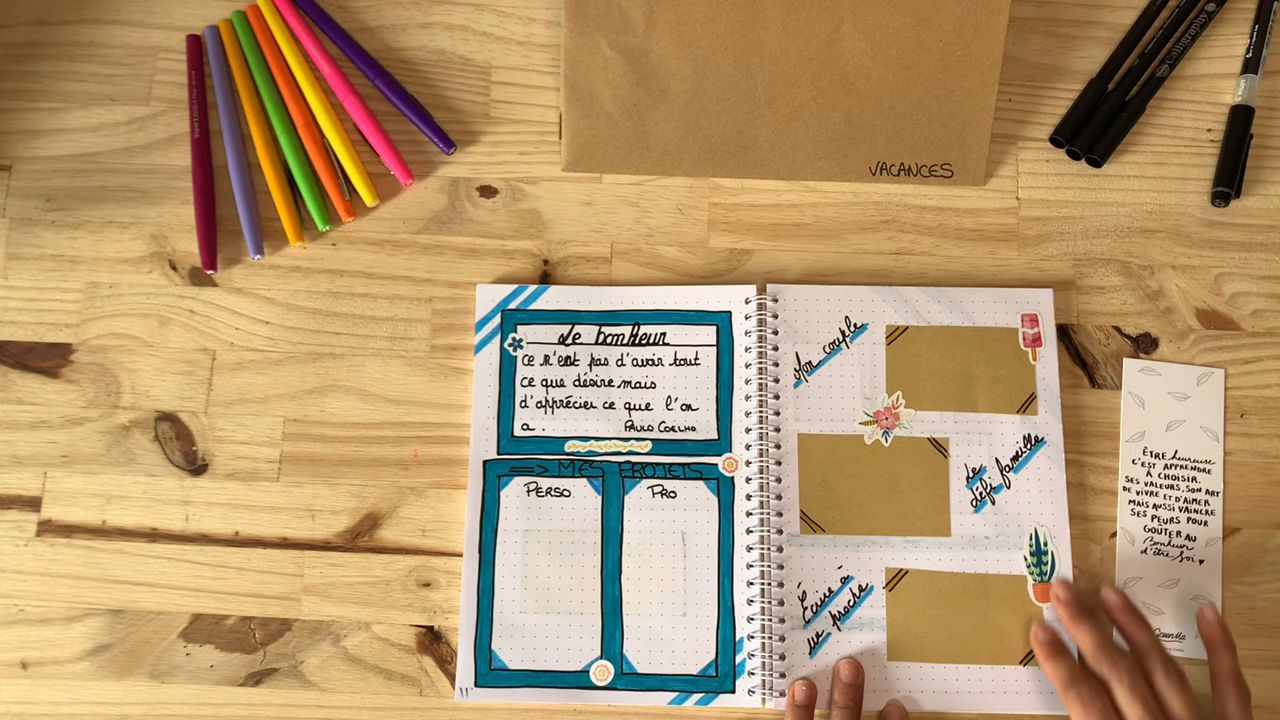 VACANCES
Calligraphy
Le bonheur
ce n'est pas d'avoir tout
ce que désire mais
d'apprécier ce que l'on
a.
PAULO COELHO
=> MES PROJETS
PERSO
PRO
Mon couple
Le
défi famille
Écrire à
un proche
ÊTRE heureuse
C'EST APPRENDRE
À CHOISIR.
SES VALEURS, SON ART
DE VIVRE ET D'AIMER
MAIS AUSSI VAINCRE
SES PEURS POUR
GOÛTER AU
Bonheur
d'être Soi ♥